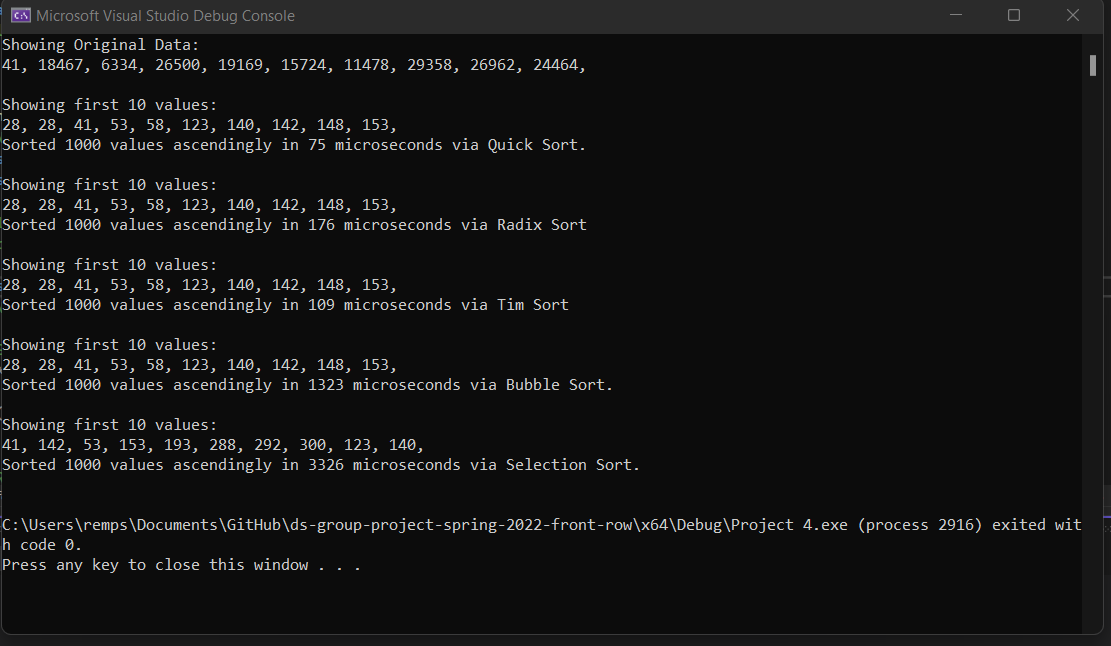 Microsoft Visual Studio Debug Console
Showing Original Data:
41, 18467, 6334, 26500, 19169, 15724, 11478, 29358, 26962, 24464,
Showing first 10 values:
28, 28, 41, 53, 58, 123, 140, 142, 148, 153,
Sorted 1000 values ascendingly in 75 microseconds via Quick Sort.
Showing first 10 values:
28, 28, 41, 53, 58, 123, 140, 142, 148, 153,
Sorted 1000 values ascendingly in 176 microseconds via Radix Sort
Showing first 10 values:
28, 28, 41, 53, 58, 123, 140, 142, 148, 153,
Sorted 1000 values ascendingly in 109 microseconds via Tim Sort
Showing first 10 values:
28, 28, 41, 53, 58, 123, 140, 142, 148, 153,
Sorted 1000 values ascendingly in 1323 microseconds via Bubble Sort.
Showing first 10 values:
41, 142, 53, 153, 193, 288, 292, 300, 123, 140,
Sorted 1000 values ascendingly in 3326 microseconds via Selection Sort.
C:\Users\remps\Documents\GitHub\ds-group-project-spring-2022-front-row\x64\Debug\Project 4.exe (process 2916) exited wit
h code 0.
Press any key to close this window . . .